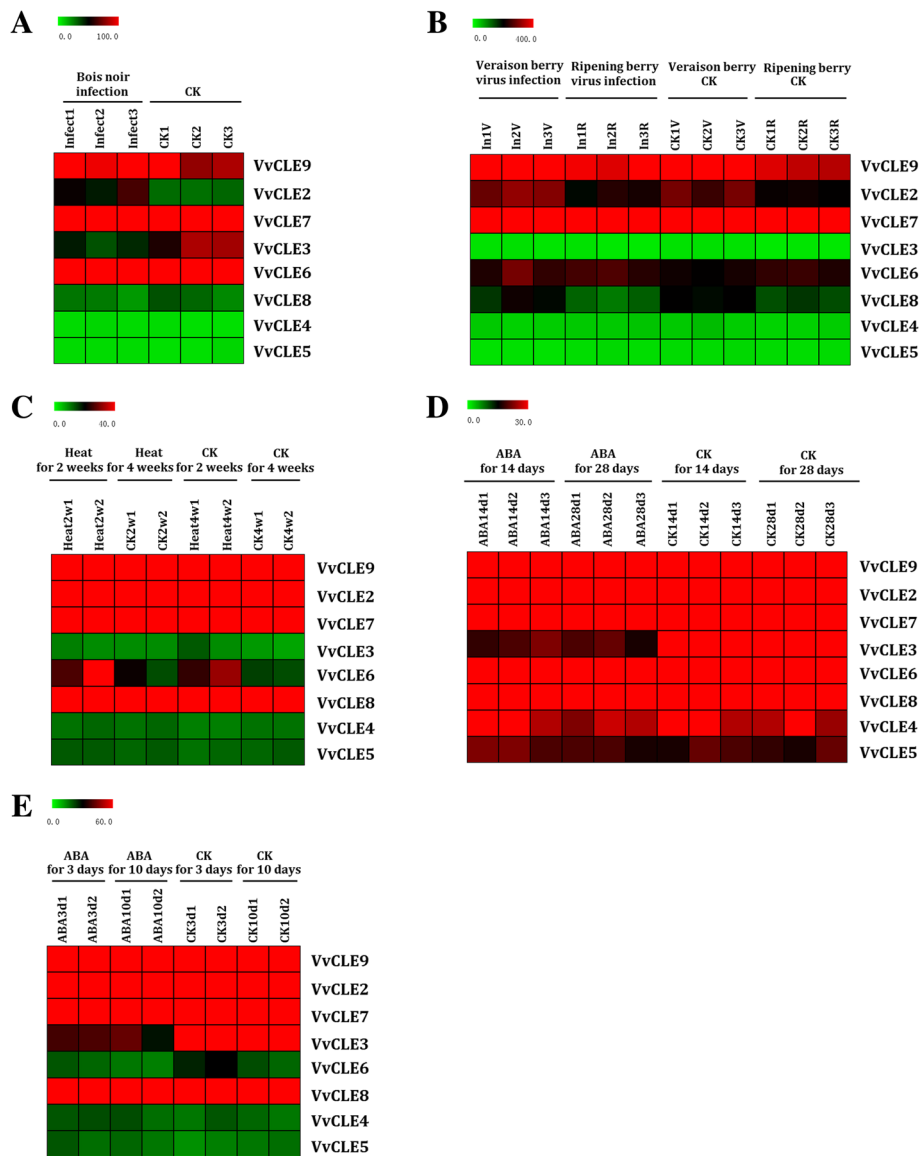 A
0.0 100.0
Bois noir
infection
CK
Infect1
Infect2
Infect3
CK1
CK2
CK3
VvCLE9
VvCLE2
VvCLE7
VvCLE3
VvCLE6
VvCLE8
VvCLE4
VvCLE5
B
0.0 400.0
Veraison berry
virus infection
Ripening berry
virus infection
Veraison berry
CK
Ripening berry
CK
In1V
In2V
In3V
In1R
In2R
In3R
CK1V
CK2V
CK3V
CK1R
CK2R
CK3R
VvCLE9
VvCLE2
VvCLE7
VvCLE3
VvCLE6
VvCLE8
VvCLE4
VvCLE5
C
0.0 40.0
Heat
for 2 weeks
Heat
for 4 weeks
CK
for 2 weeks
CK
for 4 weeks
Heat2w1
Heat2w2
CK2w1
CK2w2
Heat4w1
Heat4w2
CK4w1
CK4w2
VvCLE9
VvCLE2
VvCLE7
VvCLE3
VvCLE6
VvCLE8
VvCLE4
VvCLE5
D
0.0 30.0
ABA
for 14 days
ABA
for 28 days
CK
for 14 days
CK
for 28 days
ABA14d1
ABA14d2
ABA14d3
ABA28d1
ABA28d2
ABA28d3
CK14d1
CK14d2
CK14d3
CK28d1
CK28d2
CK28d3
VvCLE9
VvCLE2
VvCLE7
VvCLE3
VvCLE6
VvCLE8
VvCLE4
VvCLE5
E
0.0 60.0
ABA
for 3 days
ABA
for 10 days
CK
for 3 days
CK
for 10 days
ABA3d1
ABA3d2
ABA10d1
ABA10d2
CK3d1
CK3d2
CK10d1
CK10d2
VvCLE9
VvCLE2
VvCLE7
VvCLE3
VvCLE6
VvCLE8
VvCLE4
VvCLE5